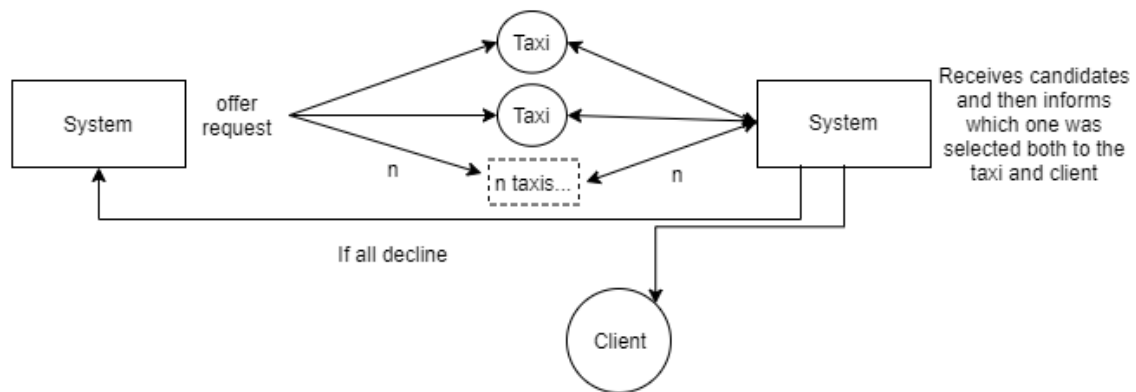 Taxi
System
offer
request
Taxi
System
Receives candidates
and then informs
which one was
selected both to the
taxi and client
n
n taxis...
n
If all decline
Client